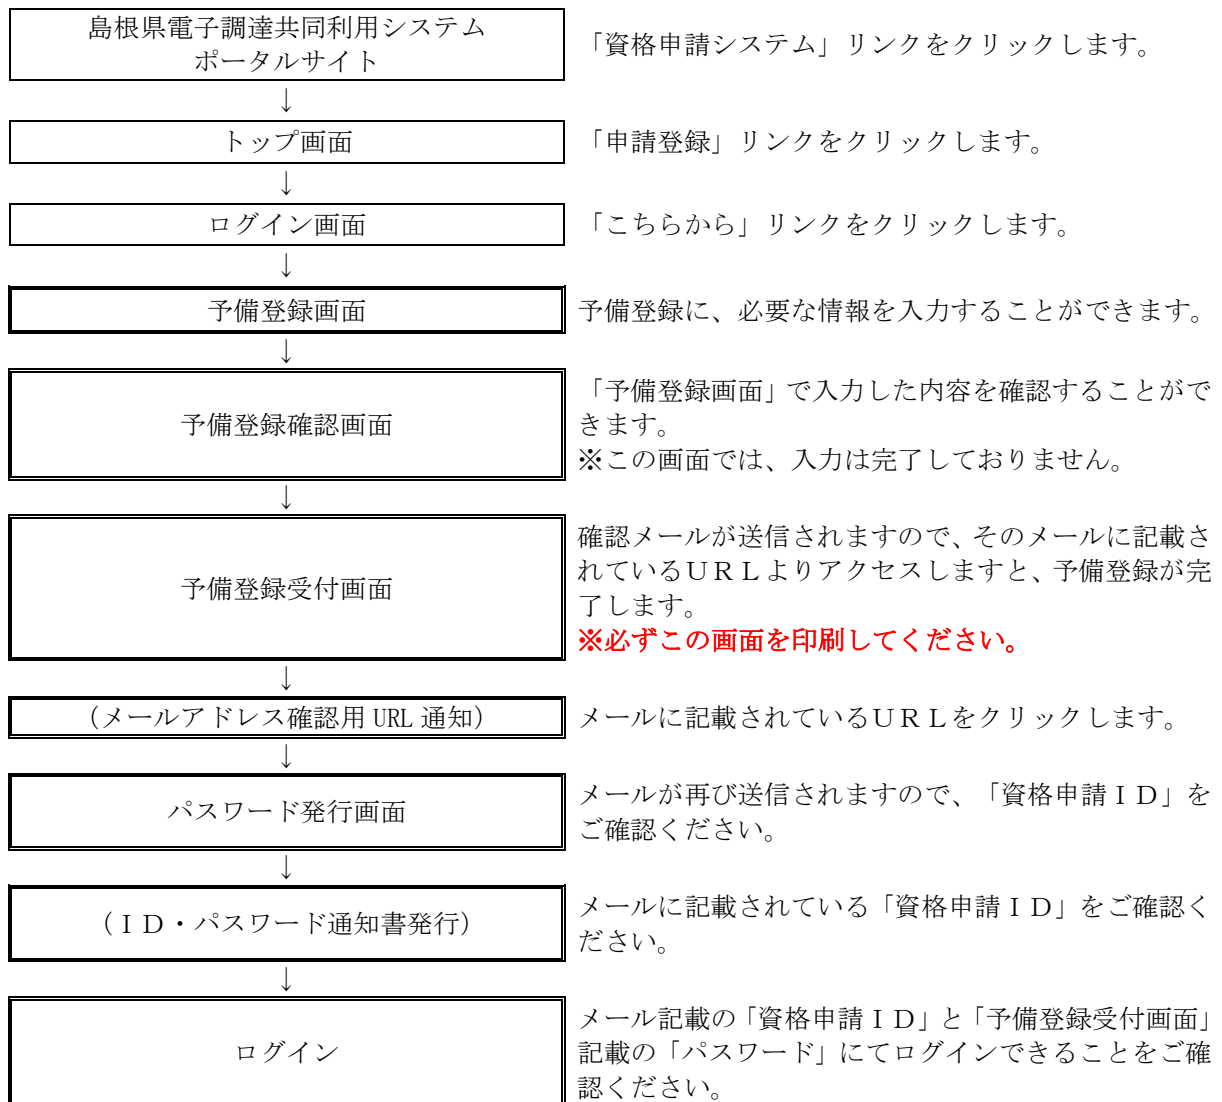 島根県電子調達共同利用システム
ポータルサイト
「資格申請システム」リンクをクリックします。
↓
トップ画面
「申請登録」リンクをクリックします。
↓
ログイン画面
「こちらから」リンクをクリックします。
↓
予備登録画面
予備登録に、必要な情報を入力することができます。
↓
予備登録確認画面
「予備登録画面」で入力した内容を確認することがで
きます。
※この画面では、入力は完了しておりません。
↓
予備登録受付画面
確認メールが送信されますので、そのメールに記載さ
れているＵＲＬよりアクセスしますと、予備登録が完
了します。
※必ずこの画面を印刷してください。
↓
（メールアドレス確認用 URL 通知）
メールに記載されているＵＲＬをクリックします。
↓
パスワード発行画面
メールが再び送信されますので、「資格申請ＩＤ」を
ご確認ください。
↓
（ＩＤ・パスワード通知書発行）
メールに記載されている「資格申請ＩＤ」をご確認く
ださい。
↓
ログイン
メール記載の「資格申請ＩＤ」と「予備登録受付画面」
記載の「パスワード」にてログインできることをご確
認ください。